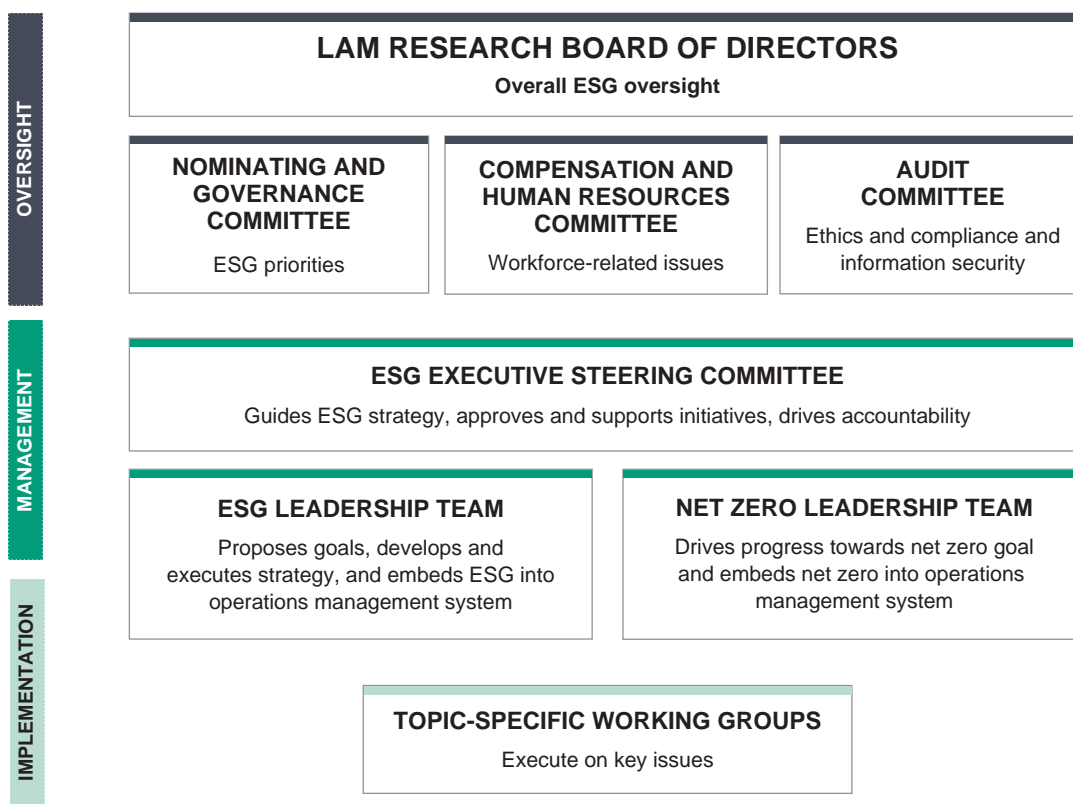 OVERSIGHT
LAM RESEARCH BOARD OF DIRECTORS
Overall ESG oversight
NOMINATING AND
GOVERNANCE
COMMITTEE
ESG priorities
COMPENSATION AND
HUMAN RESOURCES
COMMITTEE
Workforce-related issues
AUDIT
COMMITTEE
Ethics and compliance and
information security
MANAGEMENT
ESG EXECUTIVE STEERING COMMITTEE
Guides ESG strategy, approves and supports initiatives, drives accountability
ESG LEADERSHIP TEAM
Proposes goals, develops and
executes strategy, and embeds ESG into
operations management system
NET ZERO LEADERSHIP TEAM
Drives progress towards net zero goal
and embeds net zero into operations
management system
IMPLEMENTATION
TOPIC-SPECIFIC WORKING GROUPS
Execute on key issues